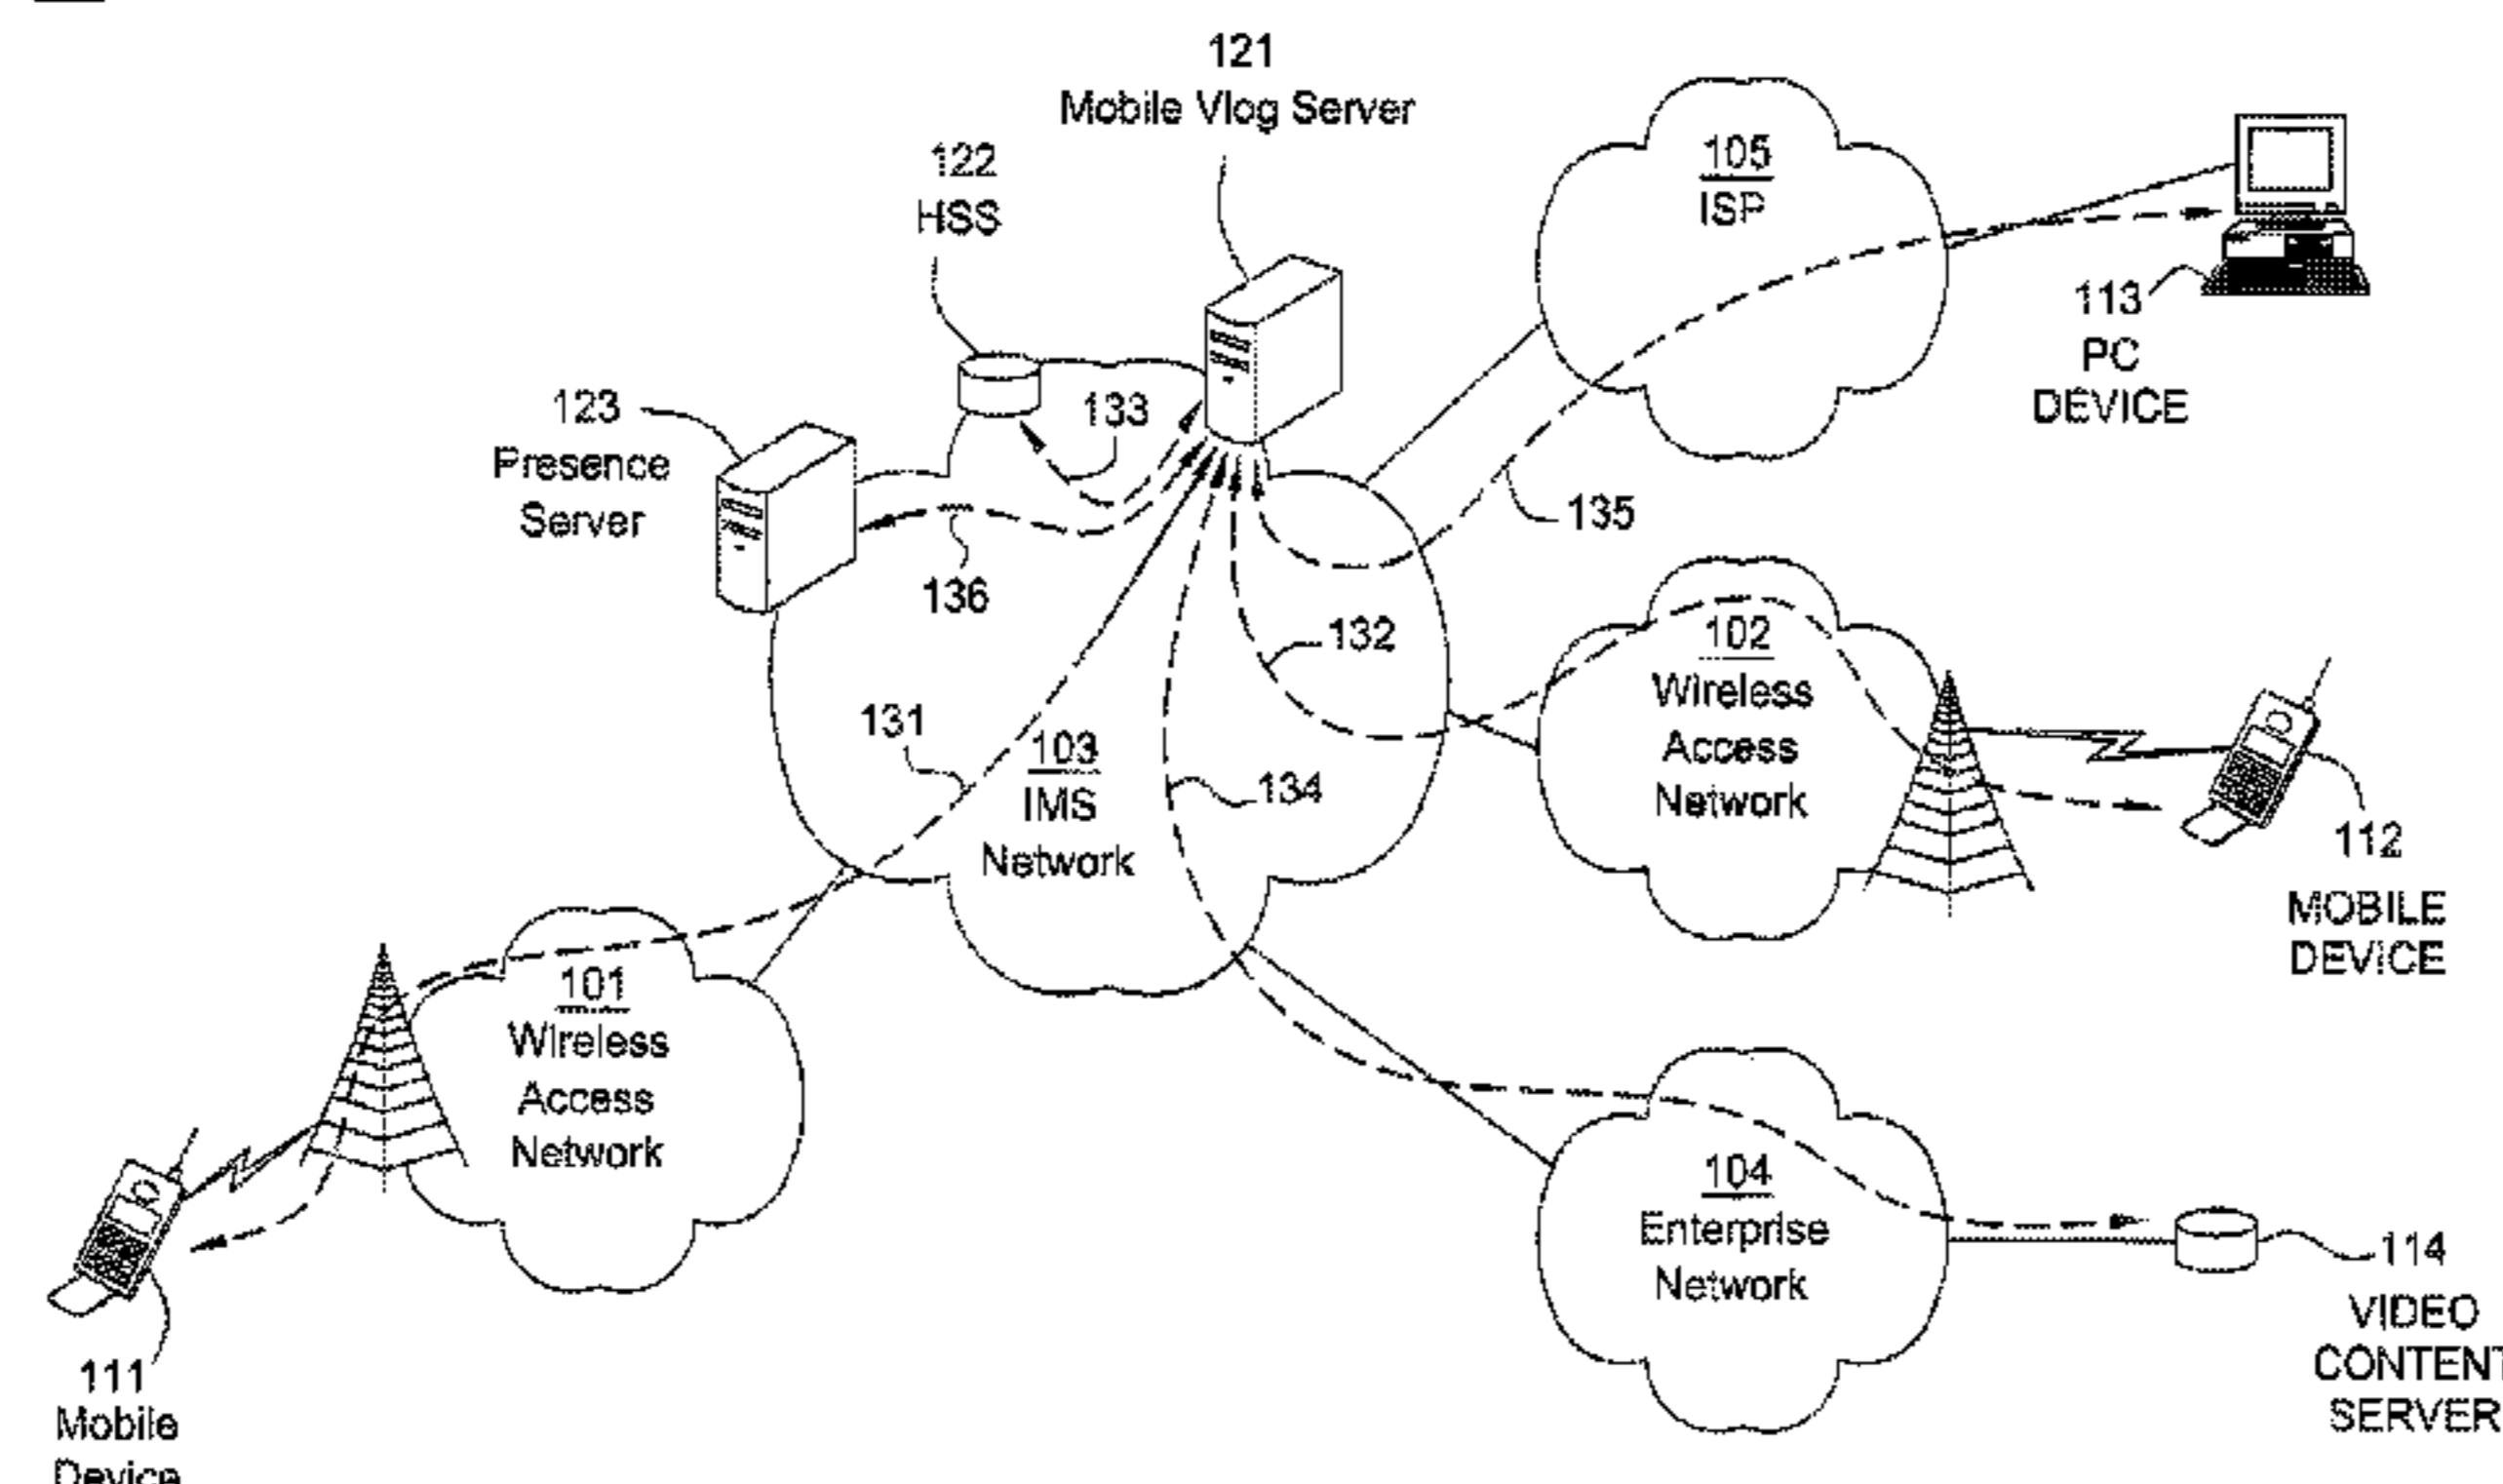 121
Mobile Vlog Server
122
HSS
105
ISP
113
PC
DEVICE
123
Presence
Server
133
136
135
132
102
Wireless
Access
Network
112
MOBILE
DEVICE
131
103
IMS
Network
134
101
Wireless
Access
Network
104
Enterprise
Network
114
VIDEO
CONTENT
SERVER
111
Mobile
Device